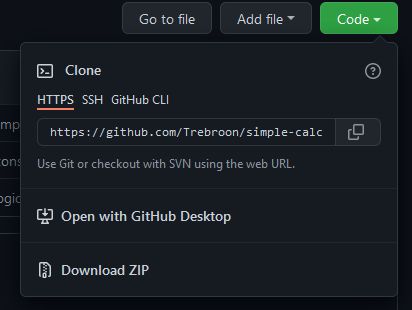 Go to file Add file Code
Clone
HTTPS SSH GitHub CLI
https://github.com/Trebroon/simple-calc
Use Git or checkout with SVN using the web URL.
Open with GitHub Desktop
Download ZIP